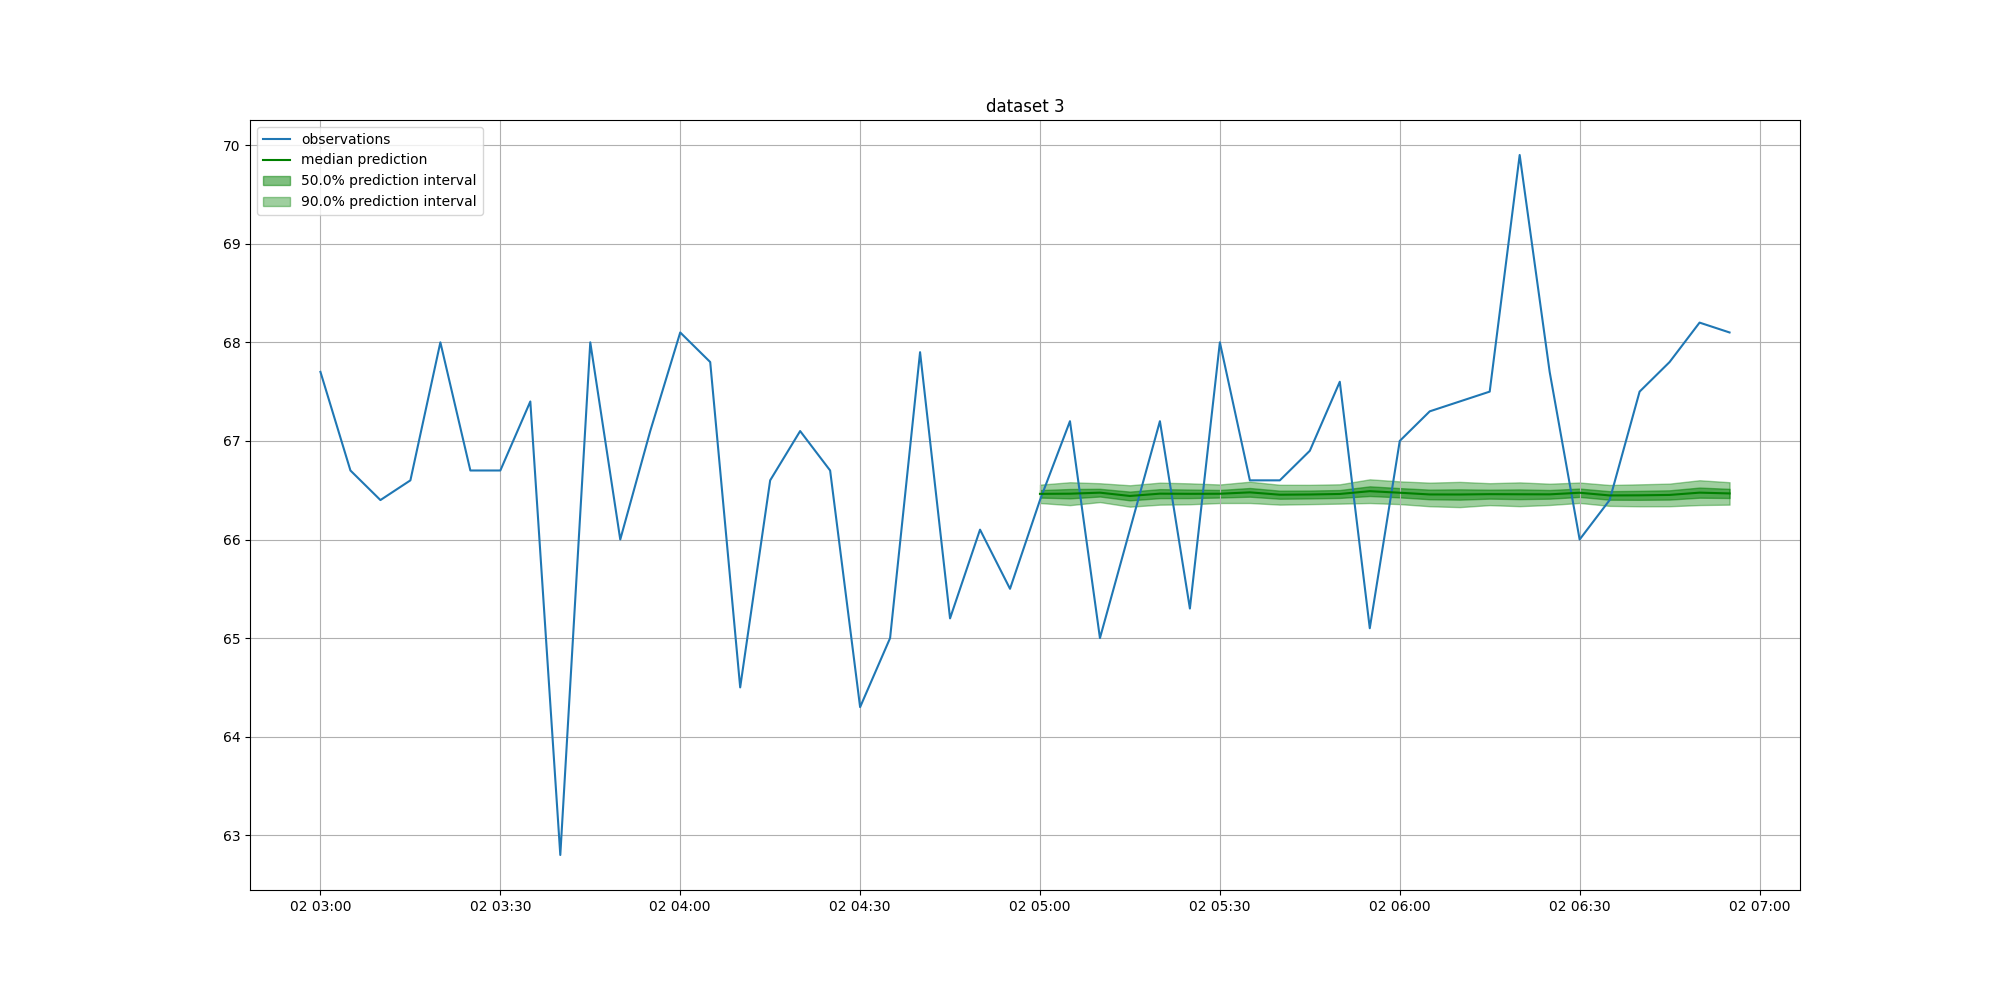 dataset 3
observations
median prediction
50.0% prediction interval
90.0% prediction interval
70
69
68
67
66
65
64
63
02 03:00 02 03:30 02 04:00 02 04:30 02 05:00 02 05:30 02 06:00 02 06:30 02 07:00